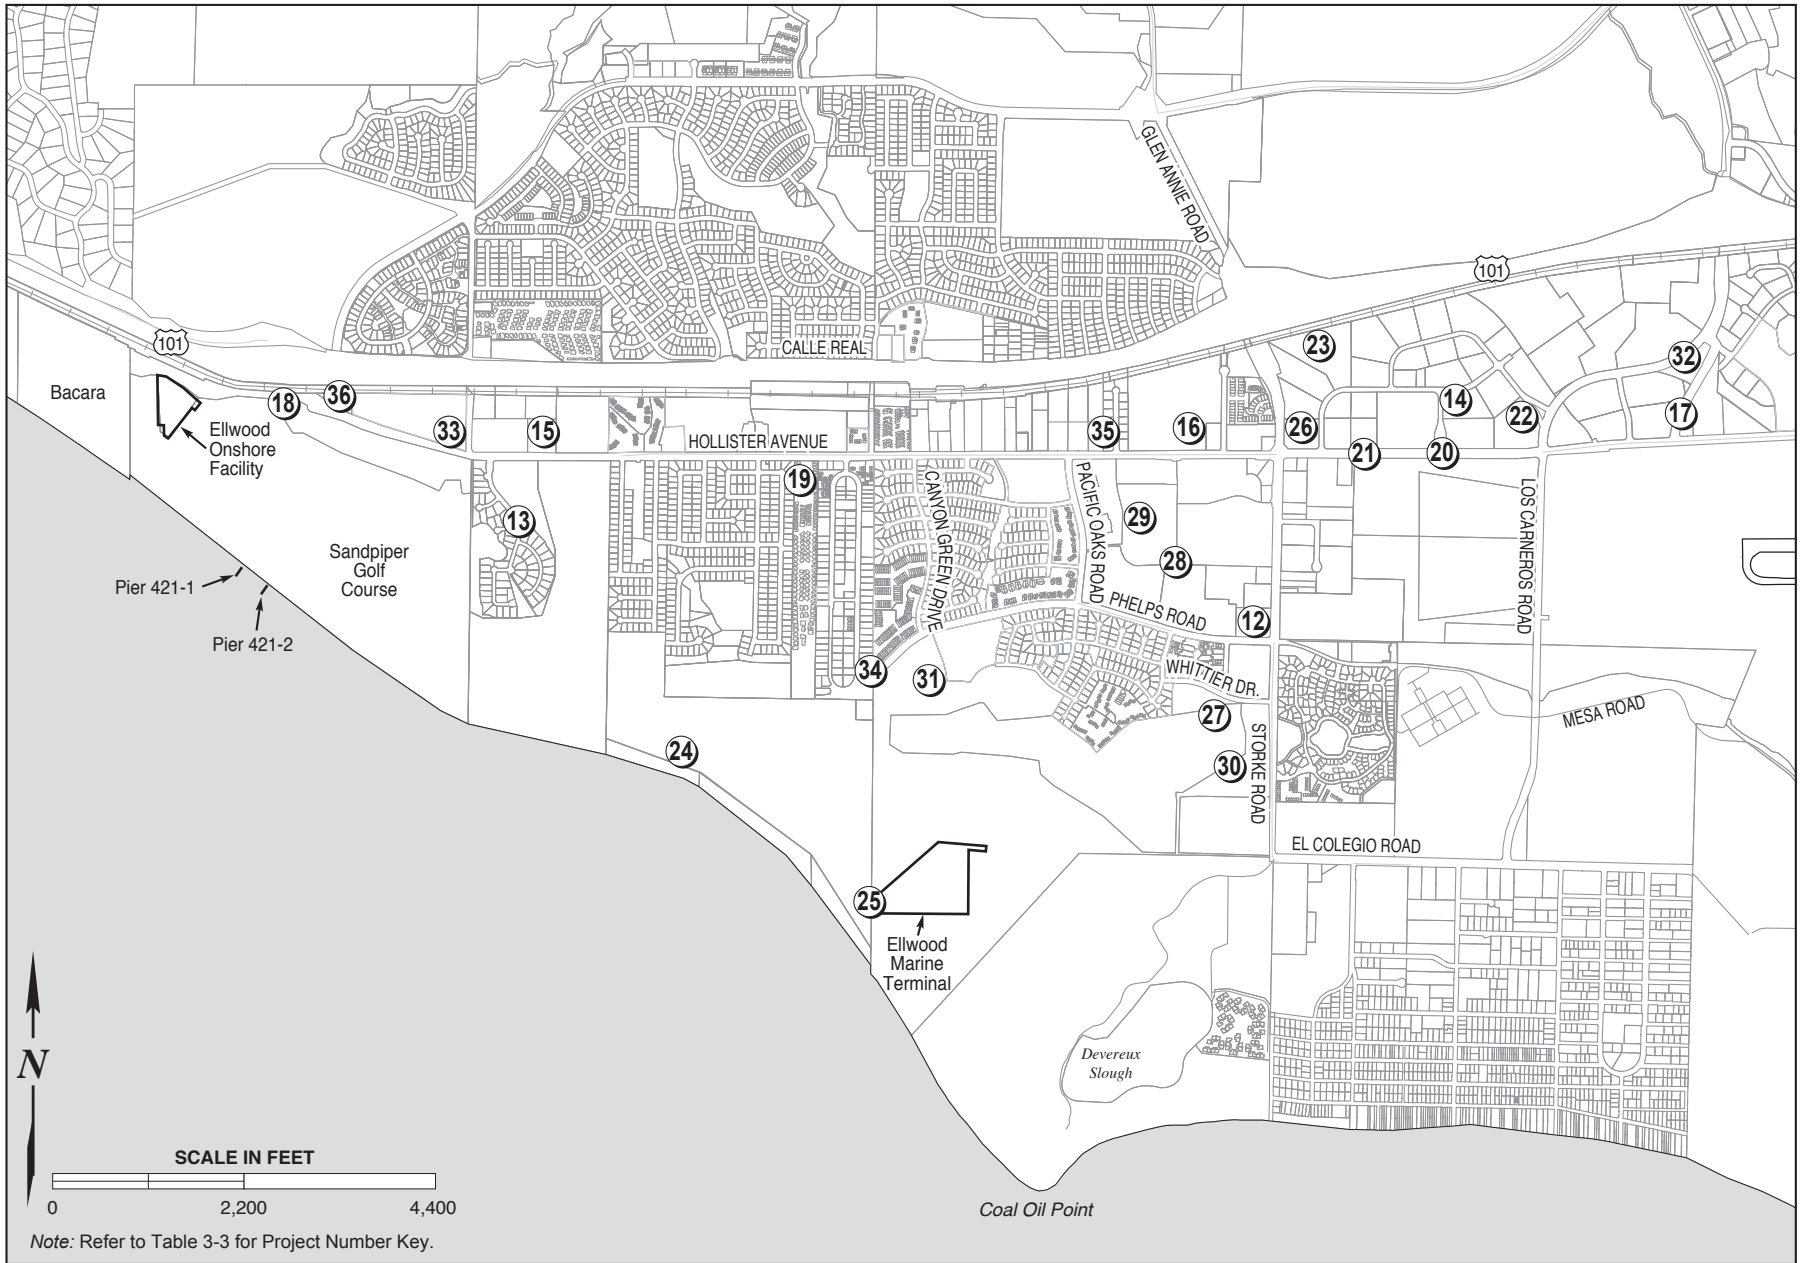 GLEN ANNIE ROAD
101
101
CALLE REAL
23
32
Bacara
18
36
14
22
17
Ellwood
Onshore
Facility
33
15
HOLLISTER AVENUE
35
16
26
21
20
19
13
CANYON GREEN DRIVE
PACIFIC OAKS ROAD
29
28
LOS CARNEROS ROAD
Sandpiper
Golf
Course
Pier 421-1
Pier 421-2
PHELPS ROAD
12
34
31
WHITTIER DR.
27
MESA ROAD
24
30
STORKE ROAD
EL COLEGIO ROAD
25
Ellwood
Marine
Terminal
N
Devereux
Slough
SCALE IN FEET
0 2,200 4,400
Coal Oil Point
Note: Refer to Table 3-3 for Project Number Key.